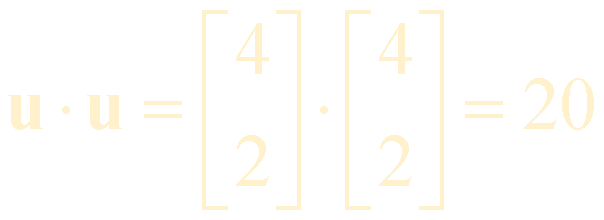 u · u = [4 2] · [4 2] = 20